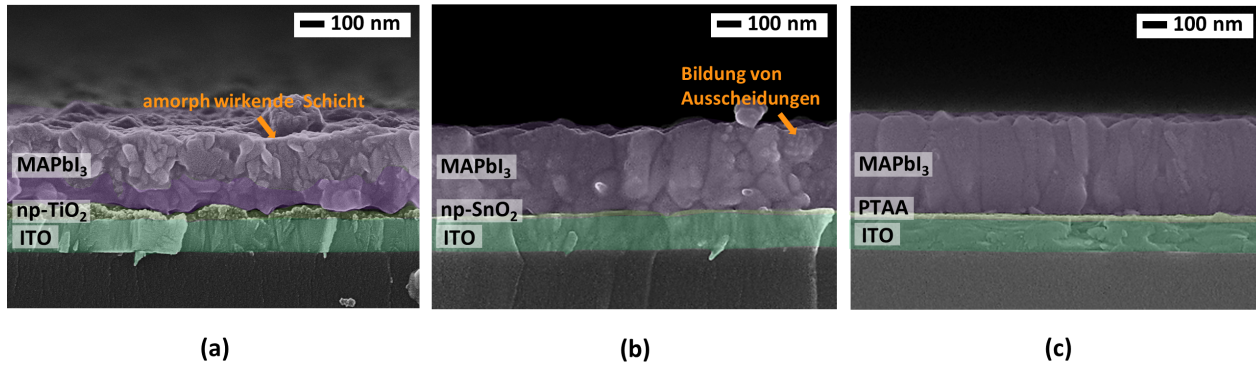 100 nm
amorph wirkende Schicht
MAPbI₃
np-TiO₂
ITO
(a)
100 nm
Bildung von
Ausscheidungen
MAPbI₃
np-SnO₂
ITO
(b)
100 nm
MAPbI₃
PTAA
ITO
(c)